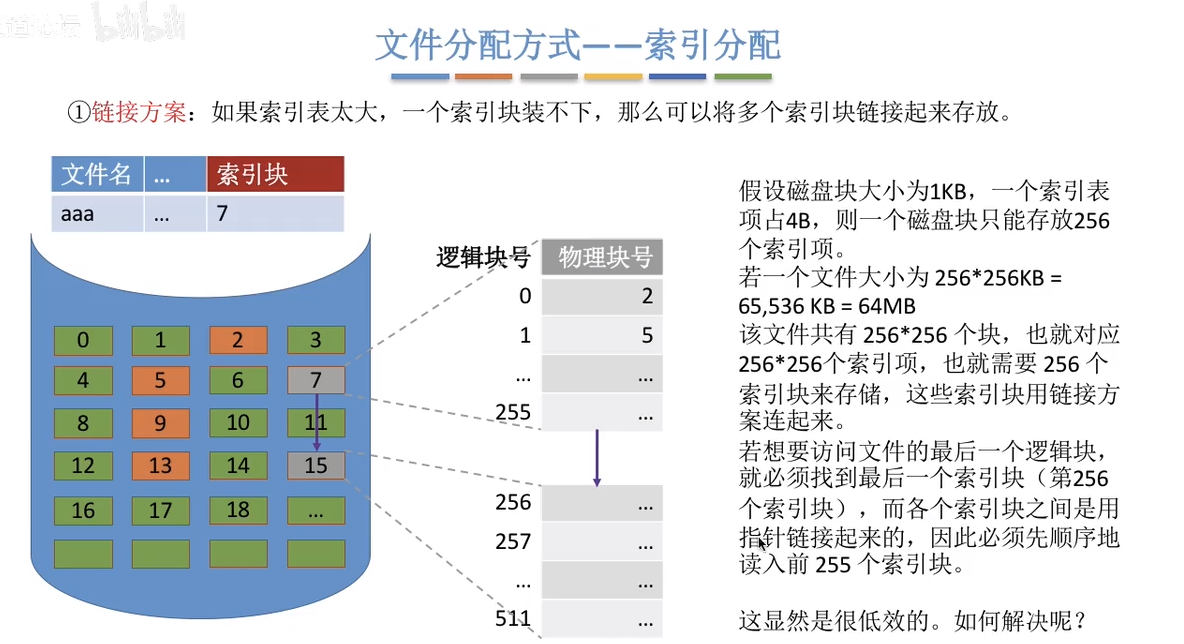 bilibili
文件分配方式——索引分配
①链接方案：如果索引表太大，一个索引块装不下，那么可以将多个索引块链接起来存放。
文件名 ... 索引块
aaa ... 7
0 1 2 3
4 5 6 7
8 9 10 11
12 13 14 15
16 17 18 ...
逻辑块号 物理块号
0 2
1 5
... ...
255 ...
256 ...
257 ...
... ...
511 ...
假设磁盘块大小为1KB，一个索引表
项占4B，则一个磁盘块只能存放256
个索引项。
若一个文件大小为 256*256KB =
65,536 KB = 64MB
该文件共有 256*256 个块，也就对应
256*256个索引项，也就需要 256 个
索引块来存储，这些索引块用链接方
案连起来。
若想要访问文件的最后一个逻辑块，
就必须找到最后一个索引块（第256
个索引块），而各个索引块之间是用
指针链接起来的，因此必须先顺序地
读入前 255 个索引块。
这显然是很低效的。如何解决呢？